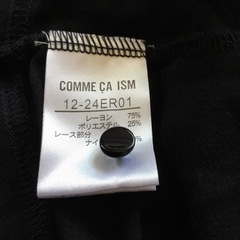 COMME ÇA ISM
12-24ER01
レーヨン 75%
ポリエステル 25%
レース部分
ナイ